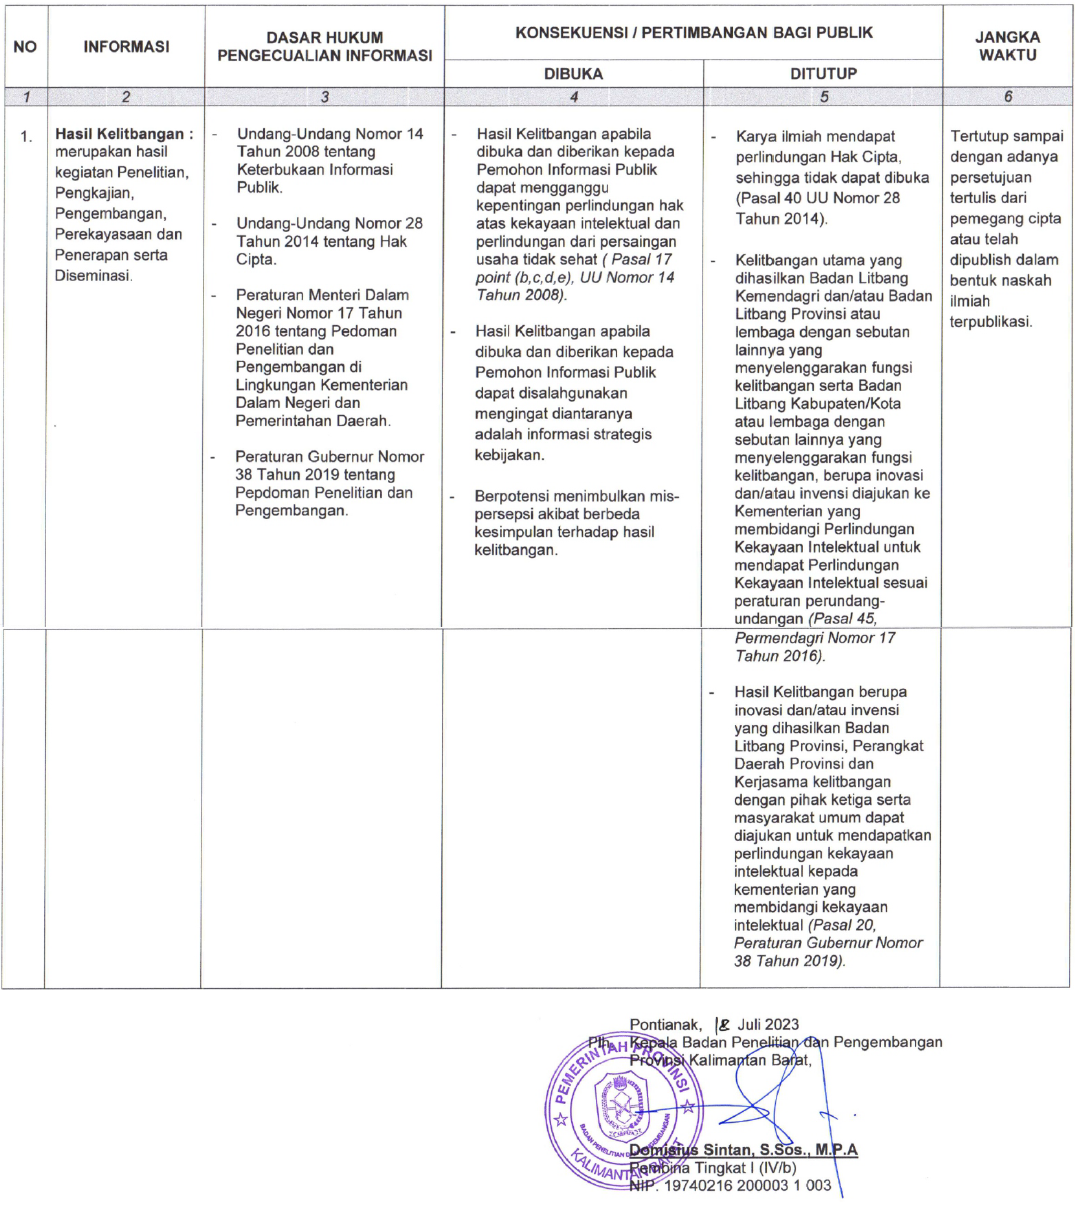 NO
INFORMASI
DASAR HUKUM
PENGECUALIAN INFORMASI
KONSEKUENSI / PERTIMBANGAN BAGI PUBLIK
JANGKA
WAKTU
DIBUKA
DITUTUP
1
2
3
4
5
6
1.
Hasil Kelitbangan :
merupakan hasil
kegiatan Penelitian,
Pengkajian,
Pengembangan,
Perekayasaan dan
Penerapan serta
Diseminasi.
- Undang-Undang Nomor 14
Tahun 2008 tentang
Keterbukaan Informasi
Publik.
- Undang-Undang Nomor 28
Tahun 2014 tentang Hak
Cipta.
- Peraturan Menteri Dalam
Negeri Nomor 17 Tahun
2016 tentang Pedoman
Penelitian dan
Pengembangan di
Lingkungan Kementerian
Dalam Negeri dan
Pemerintahan Daerah.
- Peraturan Gubernur Nomor
38 Tahun 2019 tentang
Pepdoman Penelitian dan
Pengembangan.
- Hasil Kelitbangan apabila
dibuka dan diberikan kepada
Pemohon Informasi Publik
dapat mengganggu
kepentingan perlindungan hak
atas kekayaan intelektual dan
perlindungan dari persaingan
usaha tidak sehat ( Pasal 17
point (b,c,d,e), UU Nomor 14
Tahun 2008).
- Hasil Kelitbangan apabila
dibuka dan diberikan kepada
Pemohon Informasi Publik
dapat disalahgunakan
mengingat diantaranya
adalah informasi strategis
kebijakan.
- Berpotensi menimbulkan mis-
persepsi akibat berbeda
kesimpulan terhadap hasil
kelitbangan.
- Karya ilmiah mendapat
perlindungan Hak Cipta,
sehingga tidak dapat dibuka
(Pasal 40 UU Nomor 28
Tahun 2014).
- Kelitbangan utama yang
dihasilkan Badan Litbang
Kemendagri dan/atau Badan
Litbang Provinsi atau
lembaga dengan sebutan
lainnya yang
menyelenggarakan fungsi
kelitbangan serta Badan
Litbang Kabupaten/Kota
atau lembaga dengan
sebutan lainnya yang
menyelenggarakan fungsi
kelitbangan, berupa inovasi
dan/atau invensi diajukan ke
Kementerian yang
membidangi Perlindungan
Kekayaan Intelektual untuk
mendapat Perlindungan
Kekayaan Intelektual sesuai
peraturan perundang-
undangan (Pasal 45,
Permendagri Nomor 17
Tahun 2016).
- Hasil Kelitbangan berupa
inovasi dan/atau invensi
yang dihasilkan Badan
Litbang Provinsi, Perangkat
Daerah Provinsi dan
Kerjasama kelitbangan
dengan pihak ketiga serta
masyarakat umum dapat
diajukan untuk mendapatkan
perlindungan kekayaan
intelektual kepada
kementerian yang
membidangi kekayaan
intelektual (Pasal 20,
Peraturan Gubernur Nomor
38 Tahun 2019).
Tertutup sampai
dengan adanya
persetujuan
tertulis dari
pemegang cipta
atau telah
dipublish dalam
bentuk naskah
ilmiah
terpublikasi.
Pontianak, 18 Juli 2023
Plh. Kepala Badan Penelitian dan Pengembangan
Provinsi Kalimantan Barat,
PEMERINTAH PROVINSI
BADAN PENELITIAN DAN PENGEMBANGAN
KALIMANTAN BARAT
Domisius Sintan, S.Sos., M.P.A
Pembina Tingkat I (IV/b)
NIP. 19740216 200003 1 003